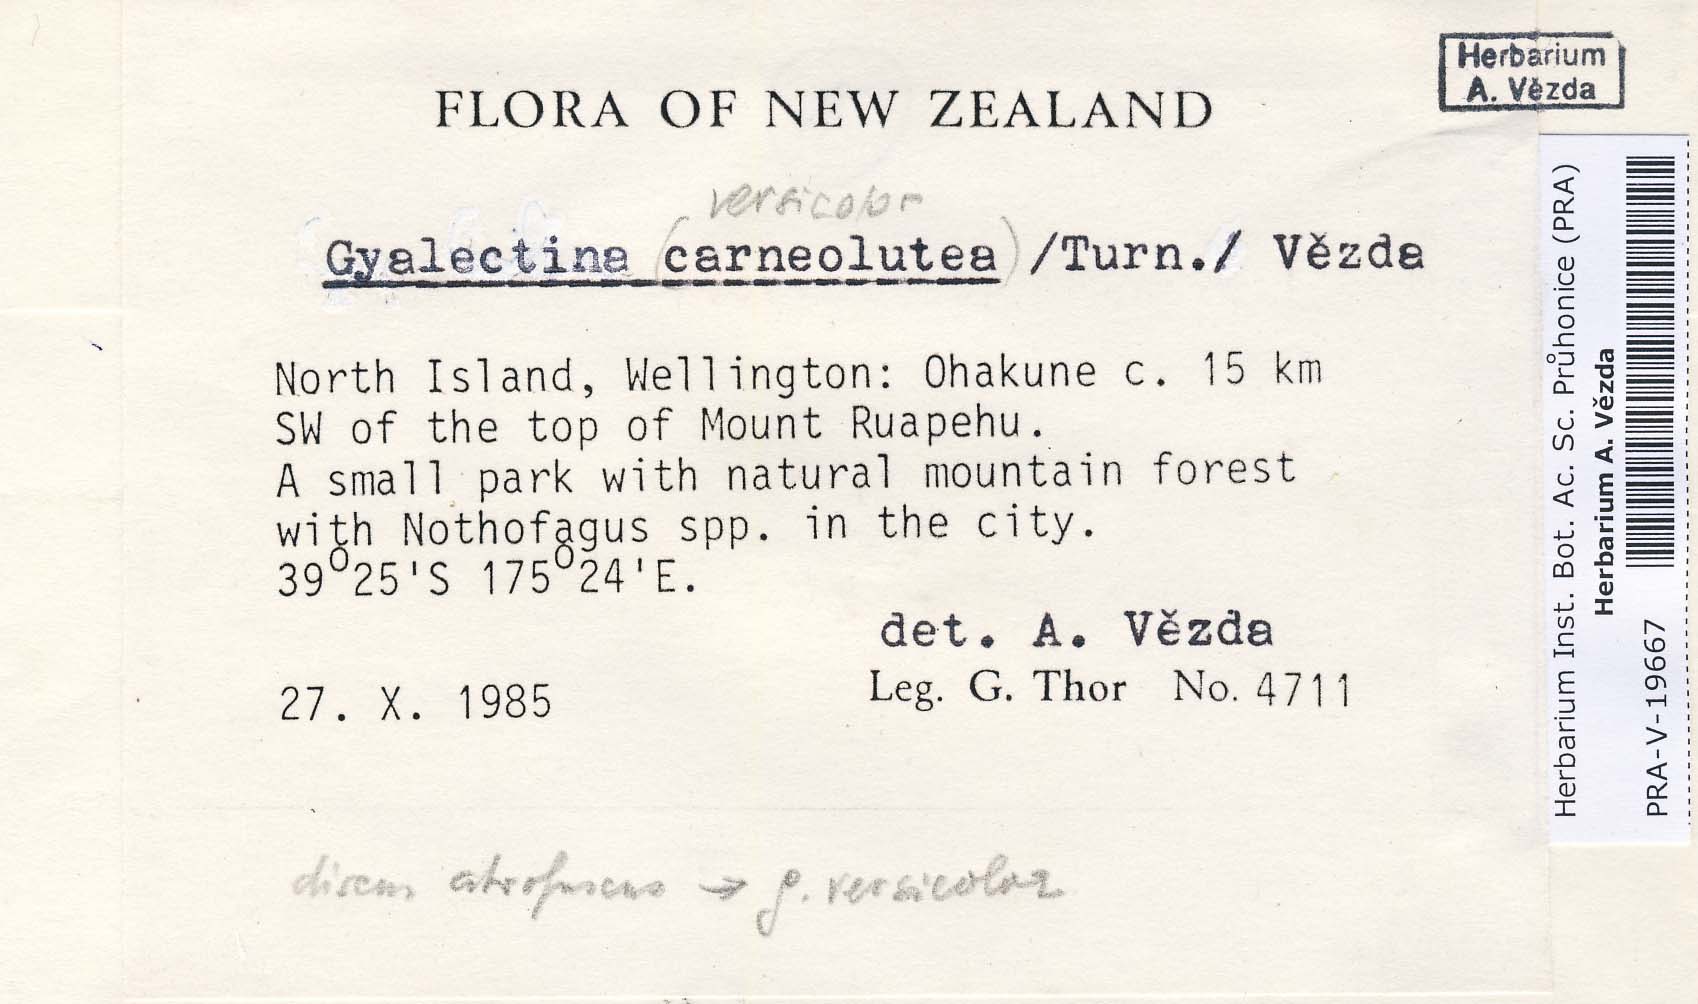 Herbarium
A. Vězda
FLORA OF NEW ZEALAND
versicolor
Gyalectina (carneolutea) /Turn./ Vězda
North Island, Wellington: Ohakune c. 15 km
SW of the top of Mount Ruapehu.
A small park with natural mountain forest
with Nothofagus spp. in the city.
39°25'S 175°24'E.
det. A. Vězda
27. X. 1985
Leg. G. Thor No. 4711
discus atrofuscus → g. versicolor
Herbarium Inst. Bot. Ac. Sc. Průhonice (PRA)
Herbarium A. Vězda
PRA-V-19667